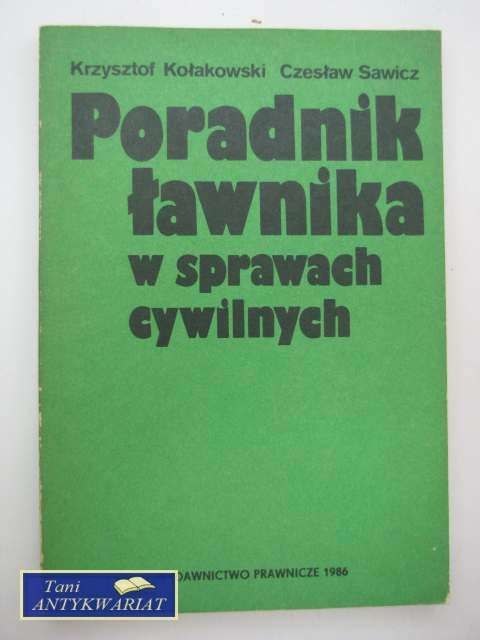 Krzysztof Kołakowski Czesław Sawicz
Poradnik
ławnika
w sprawach
cywilnych
DAWNICTWO PRAWNICZE 1986
Tani
ANTYKWARIAT